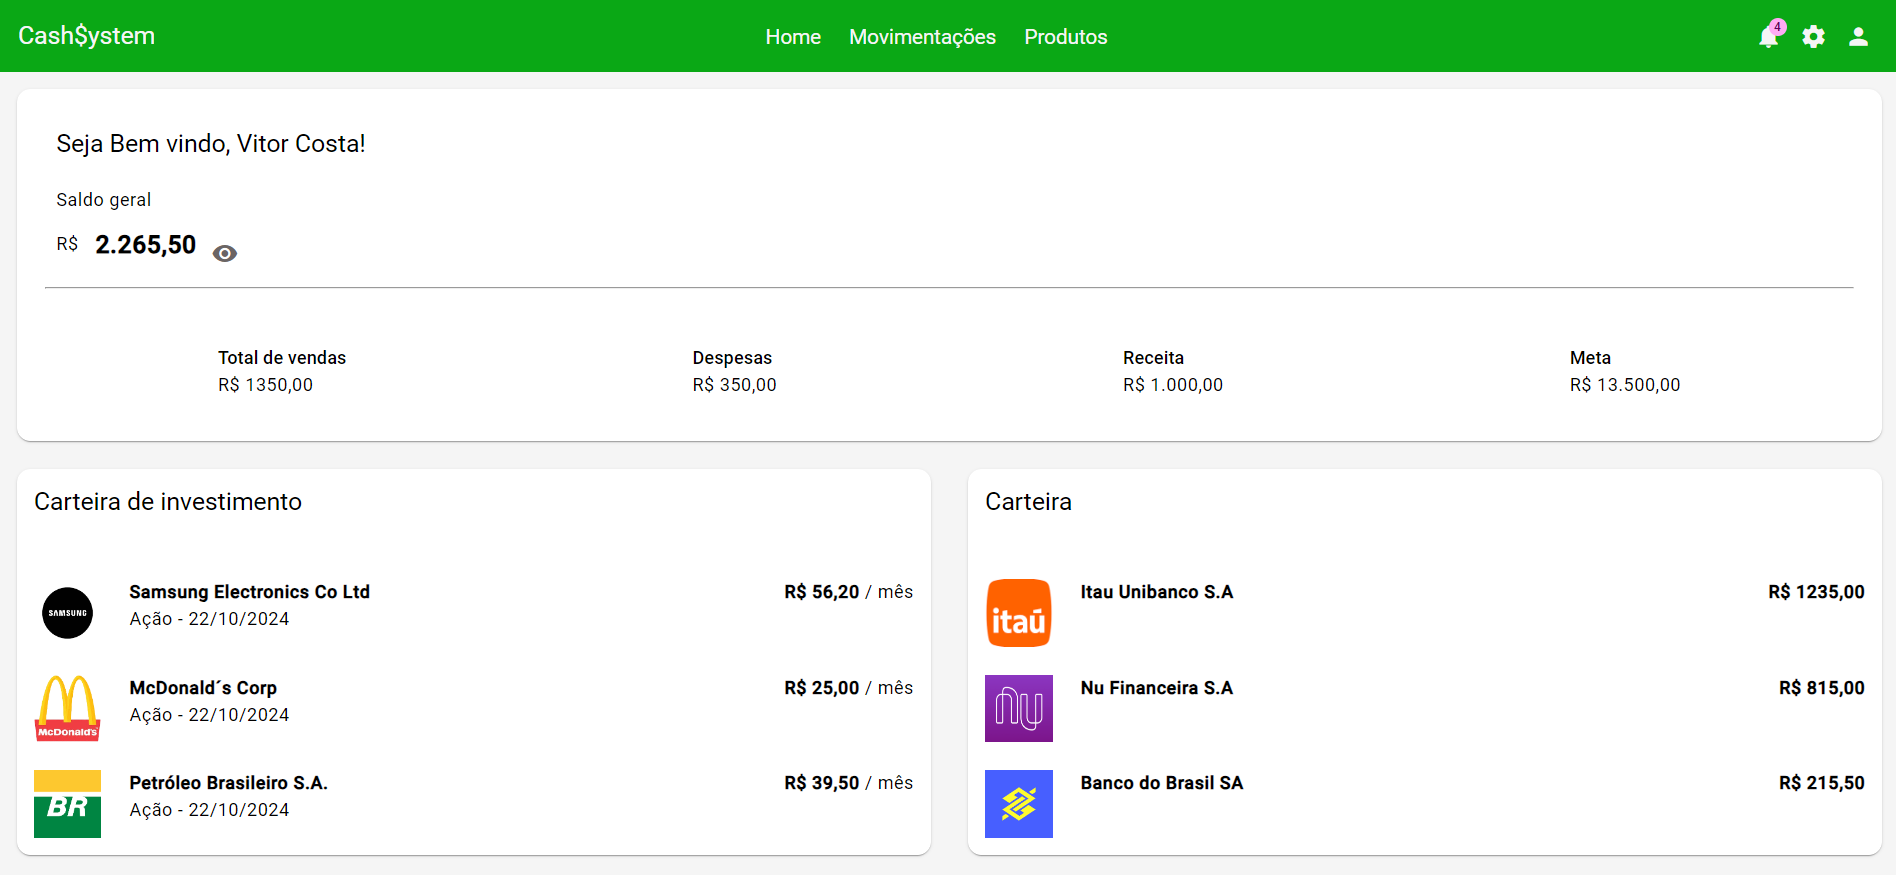 Cash$ystem
Home Movimentações Produtos
4
Seja Bem vindo, Vitor Costa!
Saldo geral
R$ 2.265,50
Total de vendas
R$ 1350,00
Despesas
R$ 350,00
Receita
R$ 1.000,00
Meta
R$ 13.500,00
Carteira de investimento
SAMSUNG
Samsung Electronics Co Ltd
R$ 56,20 / mês
Ação - 22/10/2024
McDonald's
McDonald´s Corp
R$ 25,00 / mês
Ação - 22/10/2024
BR
Petróleo Brasileiro S.A.
R$ 39,50 / mês
Ação - 22/10/2024
Carteira
itaú
Itau Unibanco S.A
R$ 1235,00
nu
Nu Financeira S.A
R$ 815,00
Banco do Brasil SA
R$ 215,50